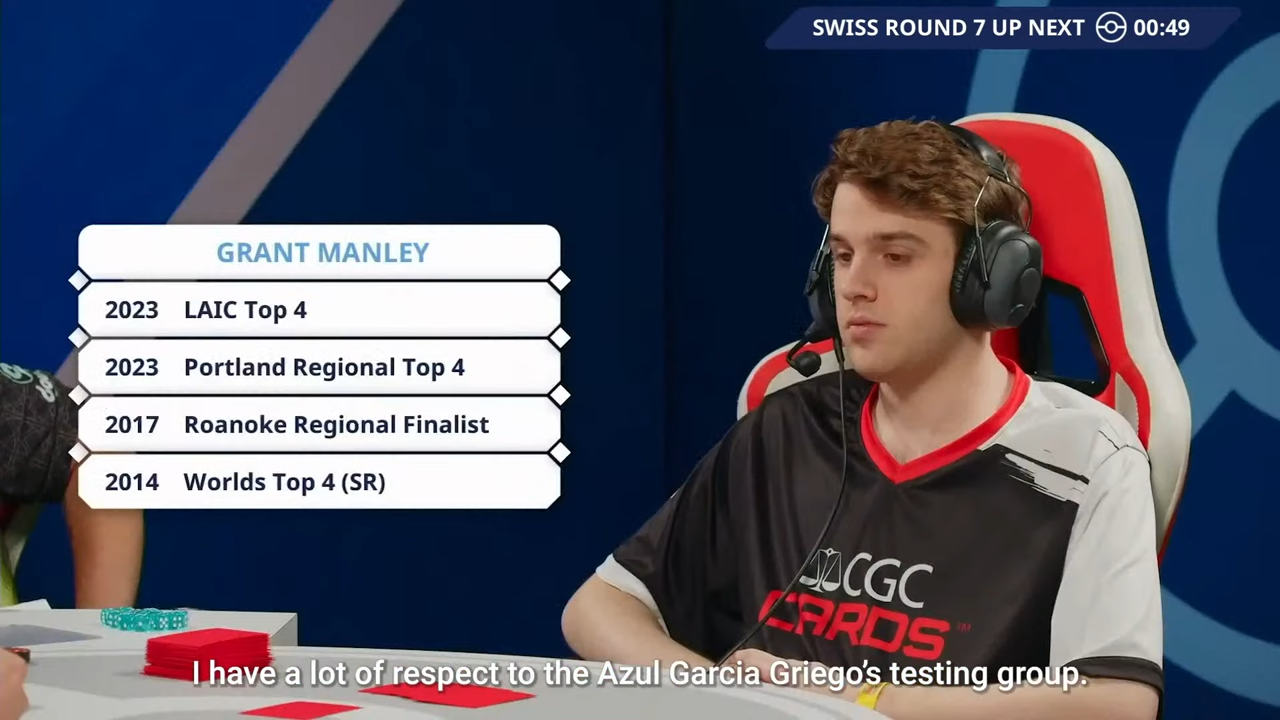 SWISS ROUND 7 UP NEXT 00:49
GRANT MANLEY
2023 LAIC Top 4
2023 Portland Regional Top 4
2017 Roanoke Regional Finalist
2014 Worlds Top 4 (SR)
CGC
CARDS™
I have a lot of respect to the Azul Garcia Griego's testing group.